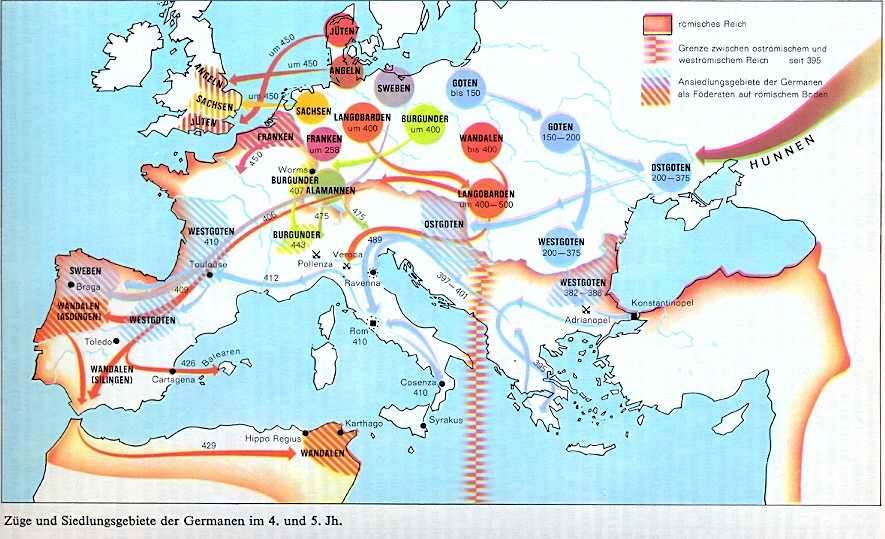 römisches Reich
Grenze zwischen oströmischem und
weströmischem Reich seit 395
Ansiedlungsgebiete der Germanen
als Föderaten auf römischem Boden
JÜTEN
um 450
um 450
ANGELN
ANGELN
um 450
SACHSEN
SACHSEN
JÜTEN
SWEBEN
GOTEN
bis 150
LANGOBARDEN
um 400
BURGUNDER
um 400
FRANKEN
FRANKEN
um 258
450
WANDALEN
bis 400
GOTEN
150—200
OSTGOTEN
200—375
HUNNEN
Worms
BURGUNDER
407
ALAMANNEN
LANGOBARDEN
um 400—500
406
475
475
WESTGOTEN
410
BURGUNDER
443
OSTGOTEN
WESTGOTEN
200—375
Pollenza
Verona
489
Toulouse
412
Ravenna
397—401
WESTGOTEN
382—386
Konstantinopel
Adrianopel
SWEBEN
Braga
409
WANDALEN
(ASDINGEN)
WESTGOTEN
Toledo
Rom
410
WANDALEN
(SILINGEN)
426
Balearen
Cartagena
395
Cosenza
410
Syrakus
Hippo Regius
Karthago
429
WANDALEN
Züge und Siedlungsgebiete der Germanen im 4. und 5. Jh.